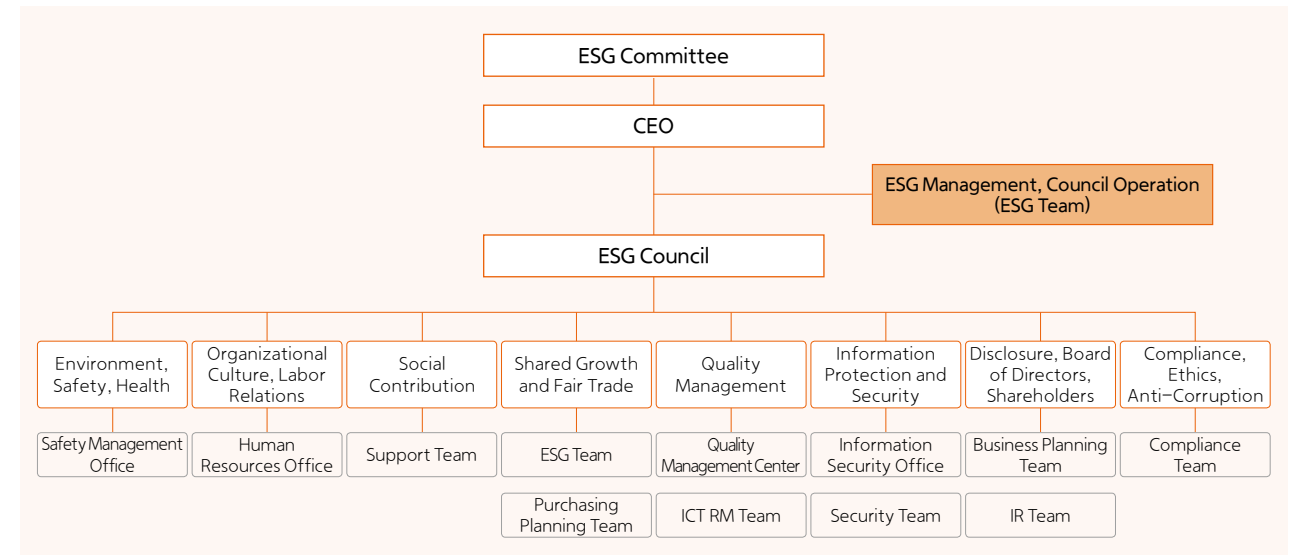 ESG Committee
CEO
ESG Management, Council Operation
(ESG Team)
ESG Council
Environment,
Safety, Health
Organizational
Culture, Labor
Relations
Social
Contribution
Shared Growth
and Fair Trade
Quality
Management
Information
Protection and
Security
Disclosure, Board
of Directors,
Shareholders
Compliance,
Ethics,
Anti-Corruption
Safety Management
Office
Human
Resources Office
Support Team
ESG Team
Quality
Management Center
Information
Security Office
Business Planning
Team
Compliance
Team
Purchasing
Planning Team
ICT RM Team
Security Team
IR Team